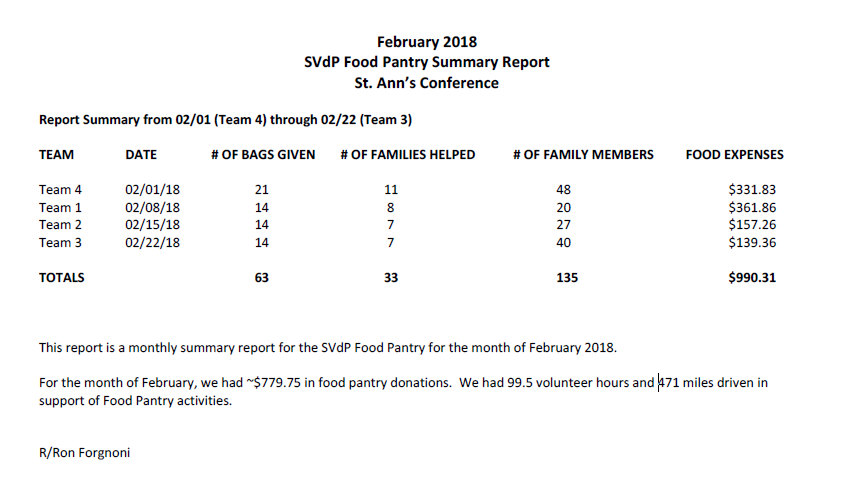 February 2018
SVdP Food Pantry Summary Report
St. Ann's Conference
Report Summary from 02/01 (Team 4) through 02/22 (Team 3)
TEAM DATE # OF BAGS GIVEN # OF FAMILIES HELPED # OF FAMILY MEMBERS FOOD EXPENSES
Team 4 02/01/18 21 11 48 $331.83
Team 1 02/08/18 14 8 20 $361.86
Team 2 02/15/18 14 7 27 $157.26
Team 3 02/22/18 14 7 40 $139.36
TOTALS 63 33 135 $990.31
This report is a monthly summary report for the SVdP Food Pantry for the month of February 2018.
For the month of February, we had ~$779.75 in food pantry donations. We had 99.5 volunteer hours and 471 miles driven in
support of Food Pantry activities.
R/Ron Forgnoni